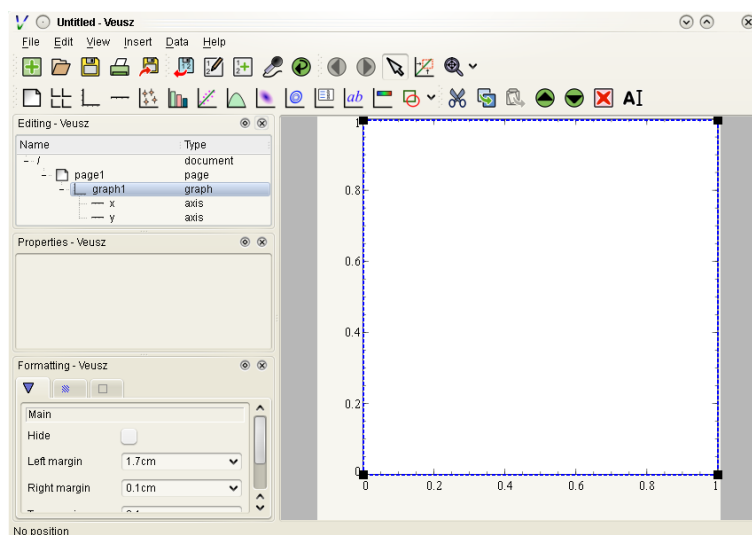 Untitled - Veusz
File Edit View Insert Data Help
ab
AI
Editing - Veusz
Name Type
/ document
page1 page
graph1 graph
x axis
y axis
Properties - Veusz
Formatting - Veusz
Main
Hide
Left margin 1.7cm
Right margin 0.1cm
No position
1
0.8
0.6
0.4
0.2
0
0 0.2 0.4 0.6 0.8 1